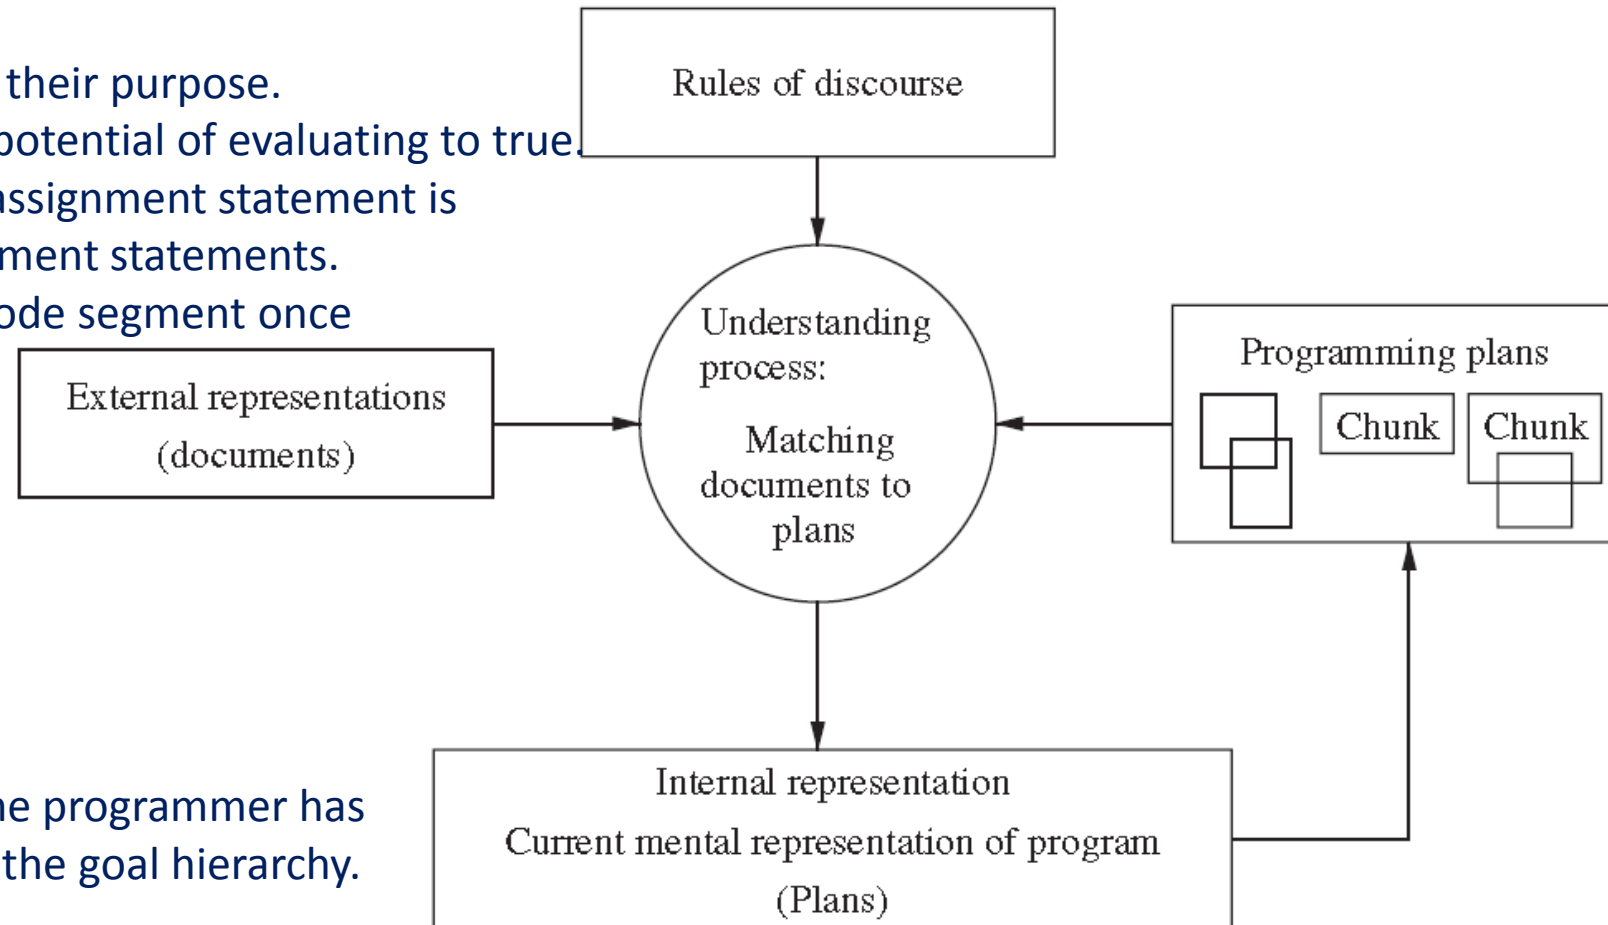 their purpose.
potential of evaluating to true.
assignment statement is
ment statements.
ode segment once
Rules of discourse
External representations
(documents)
Understanding
process:
Matching
documents to
plans
Programming plans
Chunk
Chunk
Internal representation
Current mental representation of program
(Plans)
ne programmer has
the goal hierarchy.